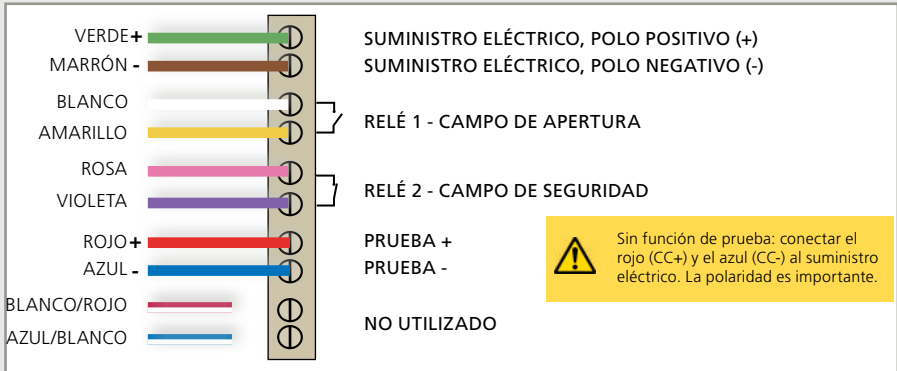 VERDE+ SUMINISTRO ELÉCTRICO, POLO POSITIVO (+)
MARRÓN - SUMINISTRO ELÉCTRICO, POLO NEGATIVO (-)
BLANCO
RELÉ 1 - CAMPO DE APERTURA
AMARILLO
ROSA
RELÉ 2 - CAMPO DE SEGURIDAD
VIOLETA
ROJO+ PRUEBA +
AZUL - PRUEBA -
Sin función de prueba: conectar el
rojo (CC+) y el azul (CC-) al suministro
eléctrico. La polaridad es importante.
BLANCO/ROJO
NO UTILIZADO
AZUL/BLANCO